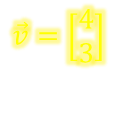 v⃗ = [4
3]